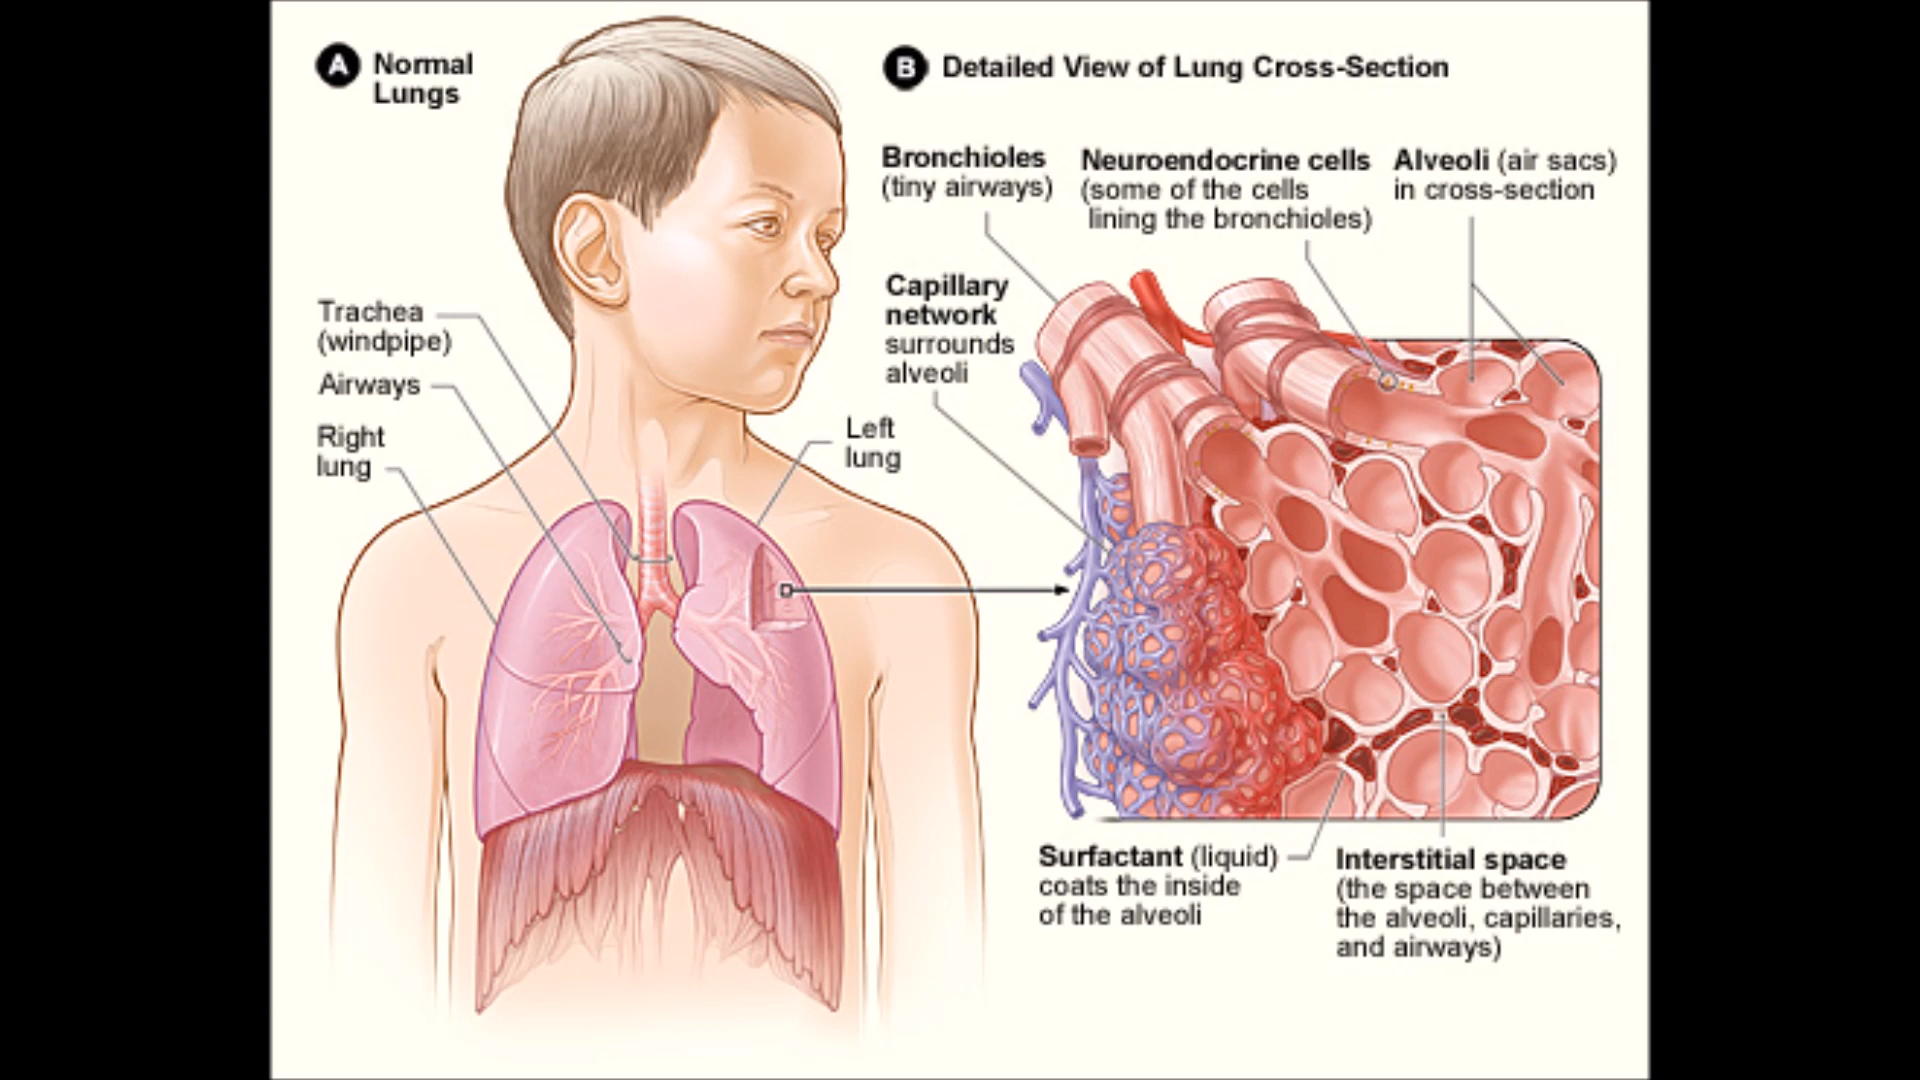 A Normal
Lungs
Trachea
(windpipe)
Airways
Right
lung
Left
lung
B Detailed View of Lung Cross-Section
Bronchioles
(tiny airways)
Neuroendocrine cells
(some of the cells
lining the bronchioles)
Alveoli (air sacs)
in cross-section
Capillary
network
surrounds
alveoli
Surfactant (liquid)
coats the inside
of the alveoli
Interstitial space
(the space between
the alveoli, capillaries,
and airways)